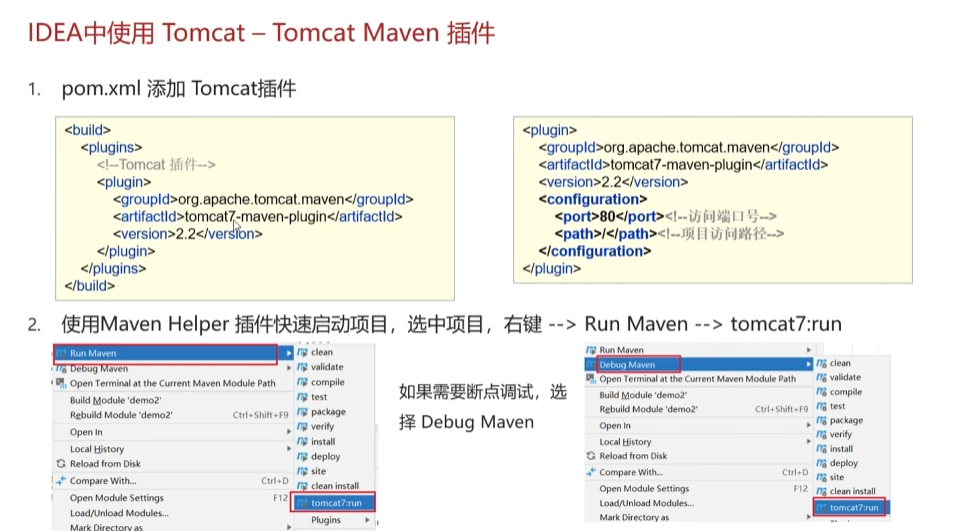 IDEA中使用 Tomcat – Tomcat Maven 插件
1. pom.xml 添加 Tomcat插件
<build>
<plugins>
<!--Tomcat 插件-->
<plugin>
<groupId>org.apache.tomcat.maven</groupId>
<artifactId>tomcat7-maven-plugin</artifactId>
<version>2.2</version>
</plugin>
</plugins>
</build>
<plugin>
<groupId>org.apache.tomcat.maven</groupId>
<artifactId>tomcat7-maven-plugin</artifactId>
<version>2.2</version>
<configuration>
<port>80</port><!--访问端口号-->
<path>/</path><!--项目访问路径-->
</configuration>
</plugin>
2. 使用Maven Helper 插件快速启动项目，选中项目，右键 --> Run Maven --> tomcat7:run
Run Maven
Debug Maven
Open Terminal at the Current Maven Module Path
Build Module 'demo2'
Rebuild Module 'demo2' Ctrl+Shift+F9
Open In
Local History
Reload from Disk
Compare With... Ctrl+D
Open Module Settings F12
Load/Unload Modules...
Mark Directory as
clean
validate
compile
test
package
verify
install
deploy
site
clean install
tomcat7:run
Plugins
如果需要断点调试，选
择 Debug Maven
Run Maven
Debug Maven
Open Terminal at the Current Maven Module Path
Build Module 'demo2'
Rebuild Module 'demo2' Ctrl+Shift+F9
Open In
Local History
Reload from Disk
Compare With... Ctrl+D
Open Module Settings F12
Load/Unload Modules...
Mark Directory as
clean
validate
compile
test
package
verify
install
deploy
site
clean install
tomcat7:run